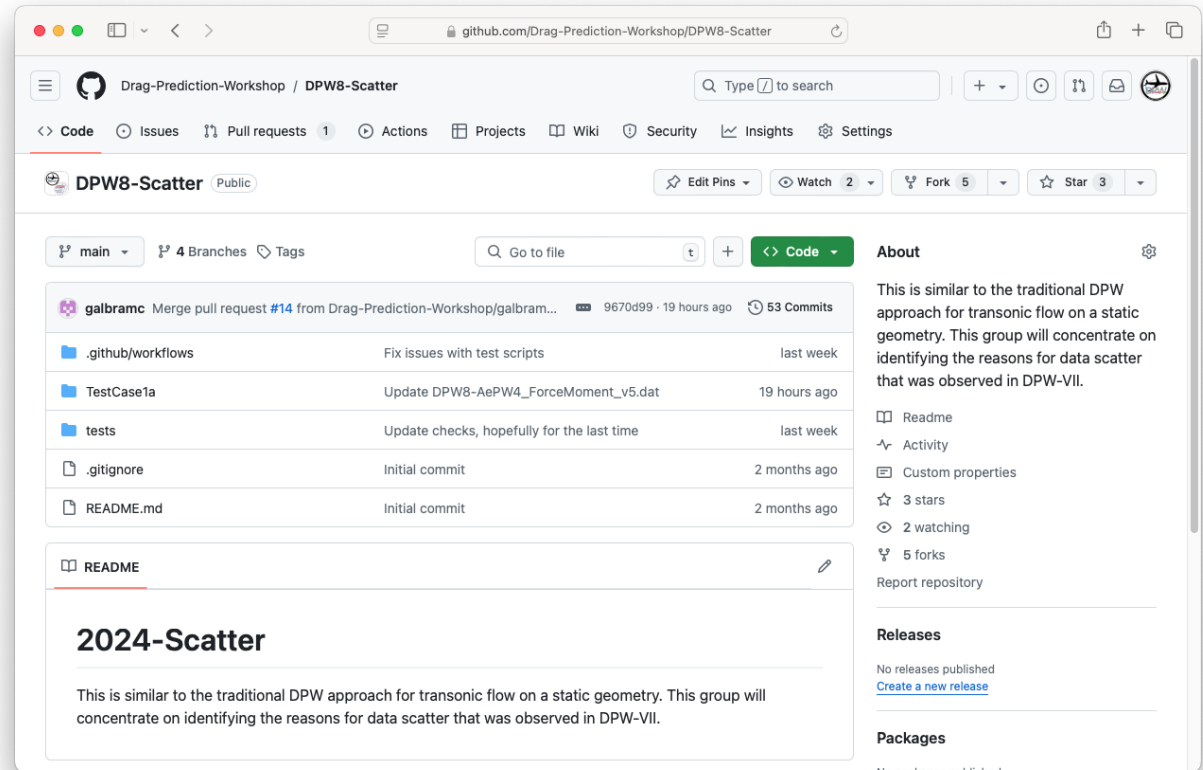 github.com/Drag-Prediction-Workshop/DPW8-Scatter
Drag-Prediction-Workshop / DPW8-Scatter
Type / to search
Code
Issues
Pull requests 1
Actions
Projects
Wiki
Security
Insights
Settings
DPW8-Scatter Public
Edit Pins
Watch 2
Fork 5
Star 3
main
4 Branches
Tags
Go to file t
Code
galbramc Merge pull request #14 from Drag-Prediction-Workshop/galbram... 9670d99 · 19 hours ago 53 Commits
.github/workflows Fix issues with test scripts last week
TestCase1a Update DPW8-AePW4_ForceMoment_v5.dat 19 hours ago
tests Update checks, hopefully for the last time last week
.gitignore Initial commit 2 months ago
README.md Initial commit 2 months ago
README
2024-Scatter
This is similar to the traditional DPW approach for transonic flow on a static geometry. This group will
concentrate on identifying the reasons for data scatter that was observed in DPW-VII.
About
This is similar to the traditional DPW
approach for transonic flow on a static
geometry. This group will concentrate on
identifying the reasons for data scatter
that was observed in DPW-VII.
Readme
Activity
Custom properties
3 stars
2 watching
5 forks
Report repository
Releases
No releases published
Create a new release
Packages